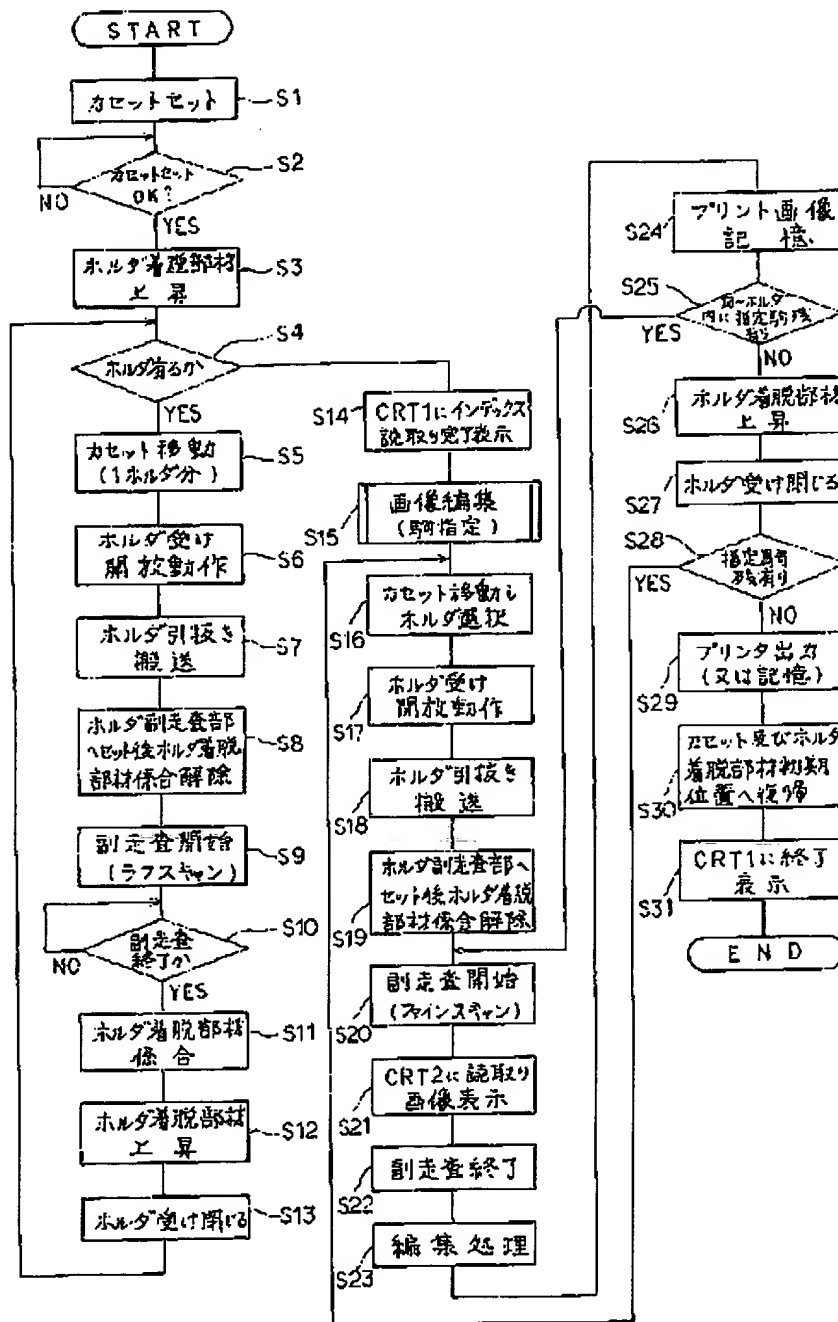 START
カセットセット
S1
カセットセット
OK?
S2
NO
YES
ホルダ着脱部材
上昇
S3
ホルダ有るか
S4
YES
カセット移動
(1ホルダ分)
S5
ホルダ受け
開放動作
S6
ホルダ引抜き
搬送
S7
ホルダ副走査部
へセット後ホルダ着脱
部材係合解除
S8
副走査開始
(ラフスキャン)
S9
副走査
終了か
S10
NO
YES
ホルダ着脱部材
係合
S11
ホルダ着脱部材
上昇
S12
ホルダ受け閉じる
S13
S14
CRT1にインデックス
読取り完了表示
S15
画像編集
(駒指定)
S16
カセット移動し
ホルダ選択
S17
ホルダ受け
開放動作
S18
ホルダ引抜き
搬送
S19
ホルダ副走査部へ
セット後、ホルダ着脱
部材係合解除
S20
副走査開始
(ファインスキャン)
S21
CRT2に読取り
画像表示
S22
副走査終了
S23
編集処理
S24
プリント画像
記憶
S25
同一ホルダ
内に指定駒残
有り
YES
NO
S26
ホルダ着脱部材
上昇
S27
ホルダ受け閉じる
S28
指定
残有り
YES
NO
S29
プリンタ出力
(又は記憶)
S30
カセット及びホルダ
着脱部材初期
位置へ復帰
S31
CRT1に終了
表示
END